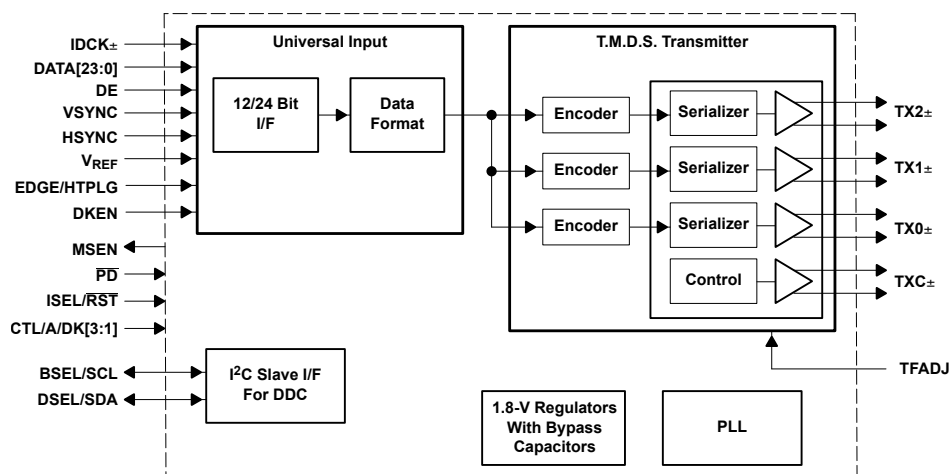 Universal Input
T.M.D.S. Transmitter
IDCK±
DATA[23:0]
DE
VSYNC
HSYNC
VREF
EDGE/HTPLG
DKEN
MSEN
PD
ISEL/RST
CTL/A/DK[3:1]
BSEL/SCL
DSEL/SDA
12/24 Bit
I/F
Data
Format
Encoder
Serializer
TX2±
Encoder
Serializer
TX1±
Encoder
Serializer
TX0±
Control
TXC±
TFADJ
I2C Slave I/F
For DDC
1.8-V Regulators
With Bypass
Capacitors
PLL